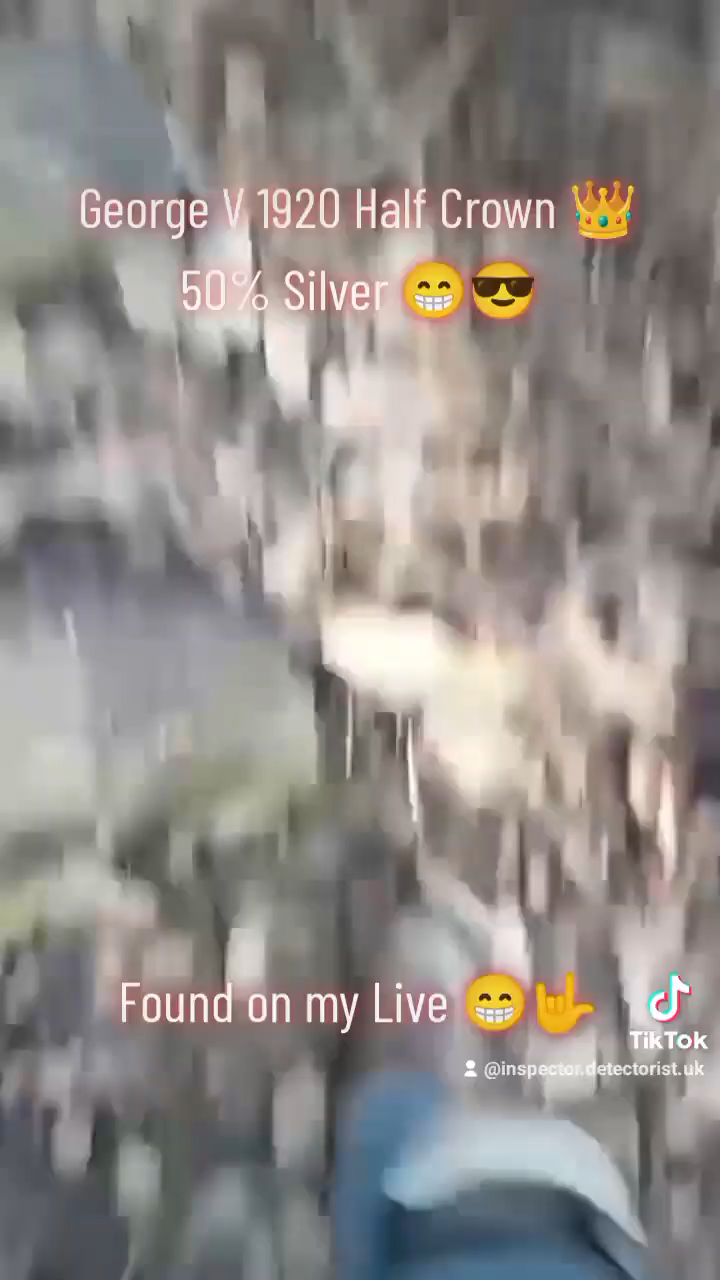 George V 1920 Half Crown 👑
50% Silver 😁😎
Found on my Live 😁🤟
TikTok
@inspector.detectorist.uk